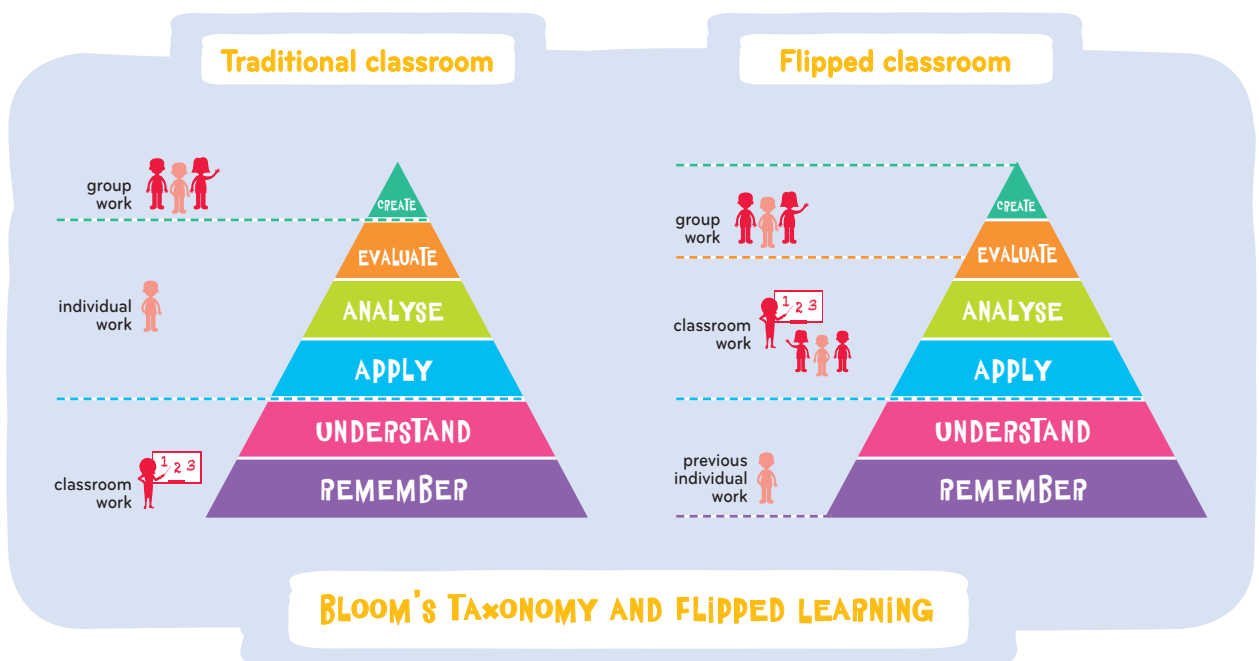 Traditional classroom
group
work
CREATE
EVALUATE
individual
work
ANALYSE
APPLY
UNDERSTAND
classroom
work
1 2 3
REMEMBER
Flipped classroom
CREATE
group
work
EVALUATE
classroom
work
1 2 3
ANALYSE
APPLY
UNDERSTAND
previous
individual
work
REMEMBER
BLOOM'S TAXONOMY AND FLIPPED LEARNING